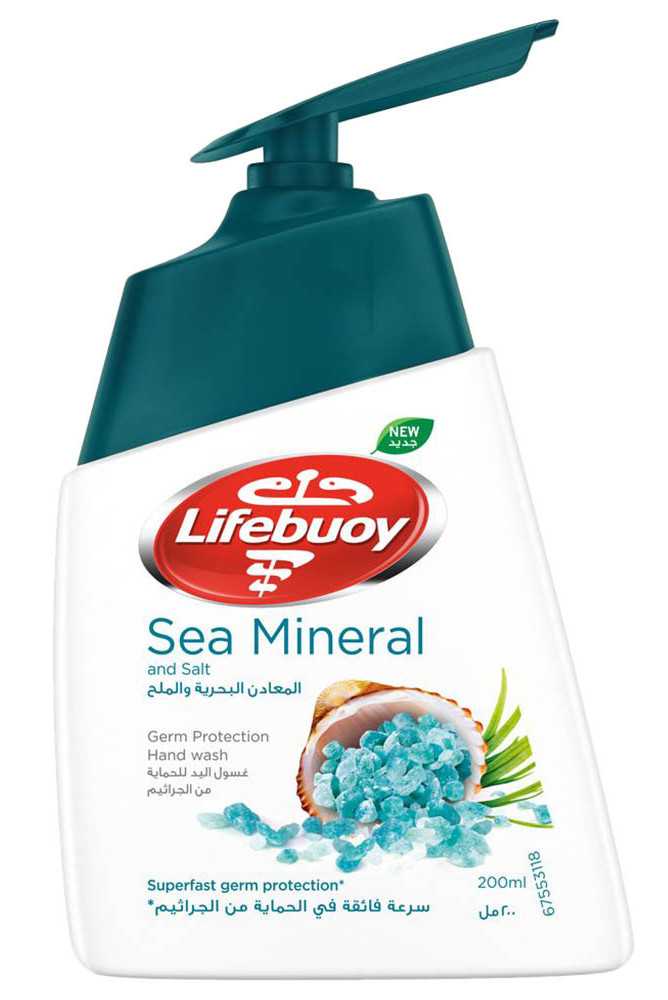 NEW
جديد
Lifebuoy
Sea Mineral
and Salt
المعادن البحرية والملح
Germ Protection
Hand wash
غسول اليد للحماية
من الجراثيم
Superfast germ protection*
سرعة فائقة في الحماية من الجراثيم*
200ml
٢٠٠ مل
67553118